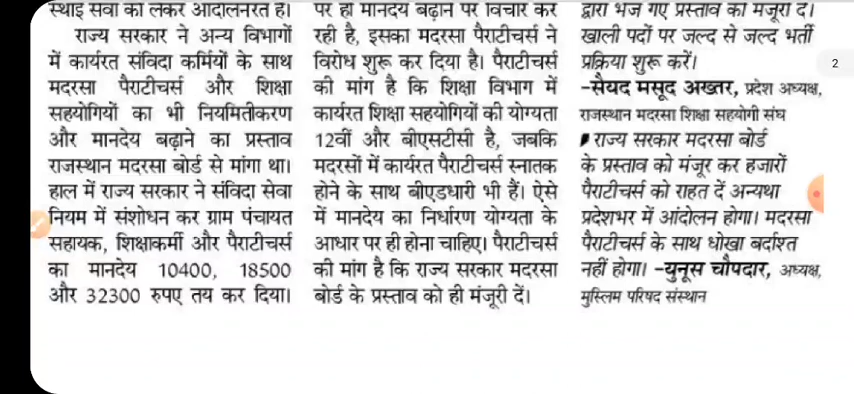 स्थाई सेवा को लेकर आंदोलनरत हैं।
राज्य सरकार ने अन्य विभागों
में कार्यरत संविदा कर्मियों के साथ
मदरसा पैराटीचर्स और शिक्षा
सहयोगियों का भी नियमितीकरण
और मानदेय बढ़ाने का प्रस्ताव
राजस्थान मदरसा बोर्ड से मांगा था।
हाल में राज्य सरकार ने संविदा सेवा
नियम में संशोधन कर ग्राम पंचायत
सहायक, शिक्षाकर्मी और पैराटीचर्स
का मानदेय 10400, 18500
और 32300 रुपए तय कर दिया।
पर ही मानदेय बढ़ाने पर विचार कर
रही है, इसका मदरसा पैराटीचर्स ने
विरोध शुरू कर दिया है। पैराटीचर्स
की मांग है कि शिक्षा विभाग में
कार्यरत शिक्षा सहयोगियों की योग्यता
12वीं और बीएसटीसी है, जबकि
मदरसों में कार्यरत पैराटीचर्स स्नातक
होने के साथ बीएडधारी भी हैं। ऐसे
में मानदेय का निर्धारण योग्यता के
आधार पर ही होना चाहिए। पैराटीचर्स
की मांग है कि राज्य सरकार मदरसा
बोर्ड के प्रस्ताव को ही मंजूरी दें।
द्वारा भेजे गए प्रस्ताव को मंजूरी दें।
खाली पदों पर जल्द से जल्द भर्ती
प्रक्रिया शुरू करें।
-सैयद मसूद अख्तर, प्रदेश अध्यक्ष,
राजस्थान मदरसा शिक्षा सहयोगी संघ
राज्य सरकार मदरसा बोर्ड
के प्रस्ताव को मंजूर कर हजारों
पैराटीचर्स को राहत दें अन्यथा
प्रदेशभर में आंदोलन होगा। मदरसा
पैराटीचर्स के साथ धोखा बर्दाश्त
नहीं होगा। -यूनुस चौपदार, अध्यक्ष,
मुस्लिम परिषद संस्थान
2